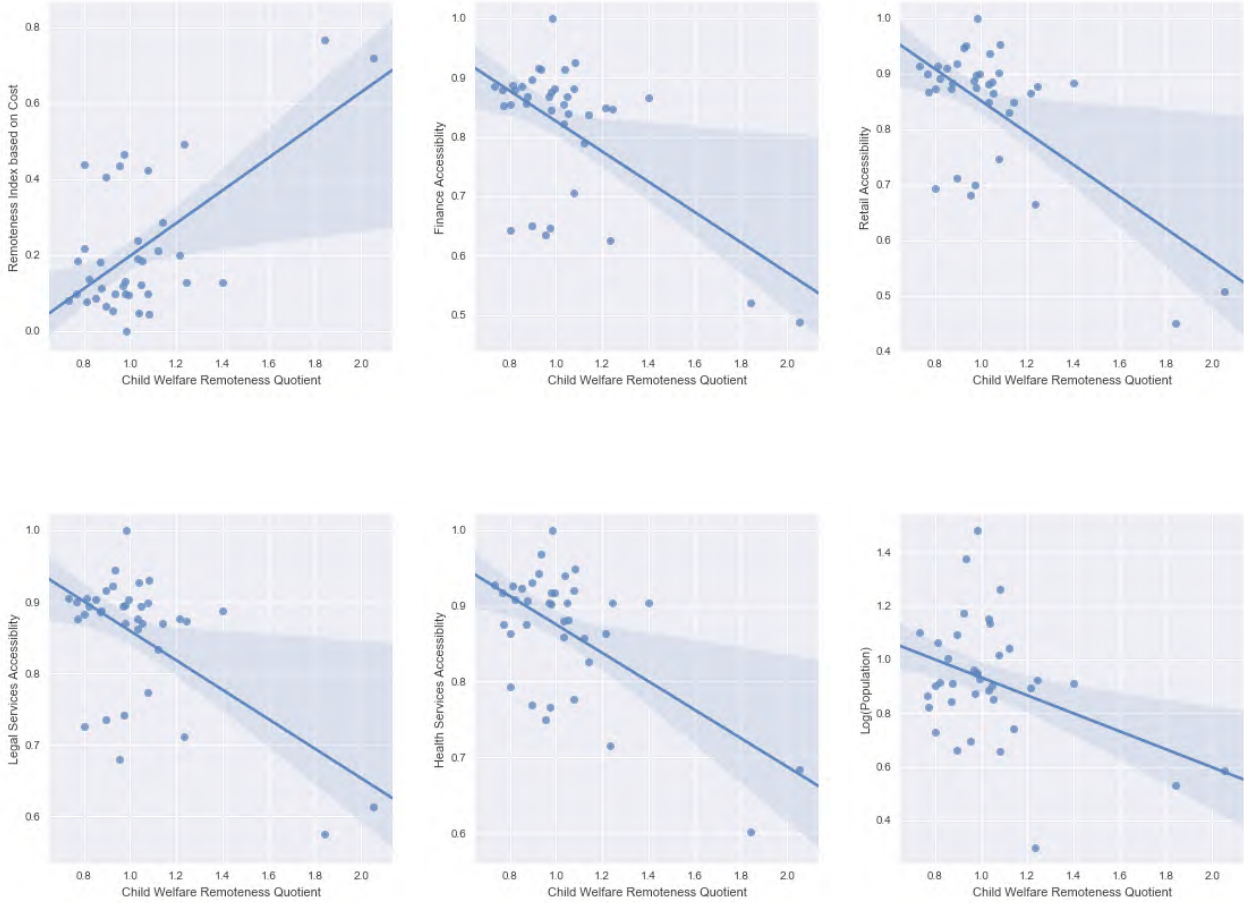 0.8
0.6
0.4
0.2
0.0
Remoteness Index based on Cost
0.8 1.0 1.2 1.4 1.6 1.8 2.0
Child Welfare Remoteness Quotient
1.0
0.9
0.8
0.7
0.6
0.5
Finance Accessiblity
0.8 1.0 1.2 1.4 1.6 1.8 2.0
Child Welfare Remoteness Quotient
1.0
0.9
0.8
0.7
0.6
0.5
0.4
Retail Accessibility
0.8 1.0 1.2 1.4 1.6 1.8 2.0
Child Welfare Remoteness Quotient
1.0
0.9
0.8
0.7
0.6
Legal Services Accessiblity
0.8 1.0 1.2 1.4 1.6 1.8 2.0
Child Welfare Remoteness Quotient
1.0
0.9
0.8
0.7
0.6
Health Services Accessiblity
0.8 1.0 1.2 1.4 1.6 1.8 2.0
Child Welfare Remoteness Quotient
1.4
1.2
1.0
0.8
0.6
0.4
Log(Population)
0.8 1.0 1.2 1.4 1.6 1.8 2.0
Child Welfare Remoteness Quotient